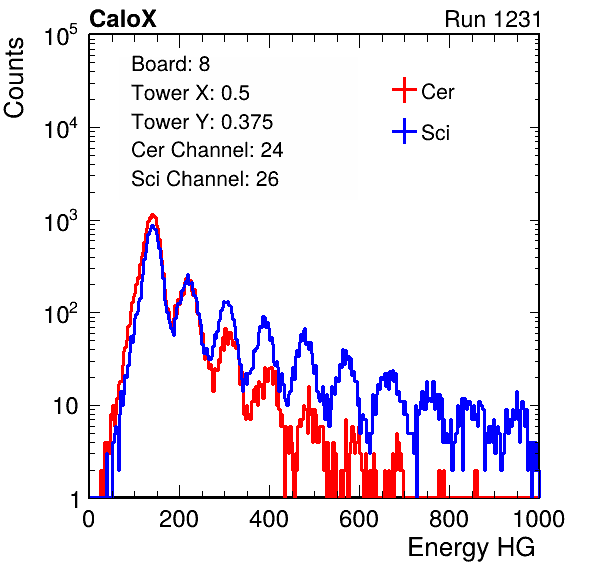 CaloX Run 1231
10^5
Counts
Board: 8
Tower X: 0.5
Tower Y: 0.375
Cer Channel: 24
Sci Channel: 26
Cer
Sci
10^4
10^3
10^2
10
1
0 200 400 600 800 1000
Energy HG